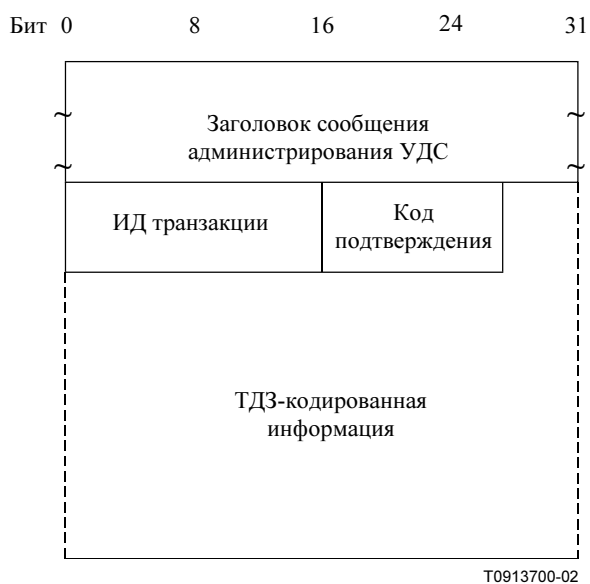 Бит 0 8 16 24 31
Заголовок сообщения
администрирования УДС
ИД транзакции
Код
подтверждения
ТДЗ-кодированная
информация
T0913700-02